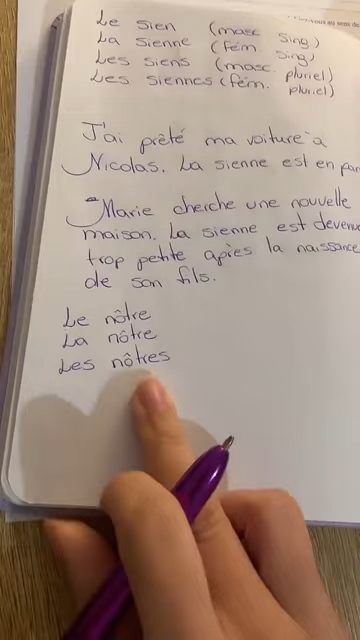 Le sien (masc sing)
La sienne (fém. sing)
Les siens (masc. pluriel)
Les siennes (fém. pluriel)
J'ai prêté ma voiture à
Nicolas. La sienne est en
Marie cherche une nouvelle
maison. La sienne est devenue
trop petite après la naissance
de son fils.
Le nôtre
La nôtre
Les nôtres